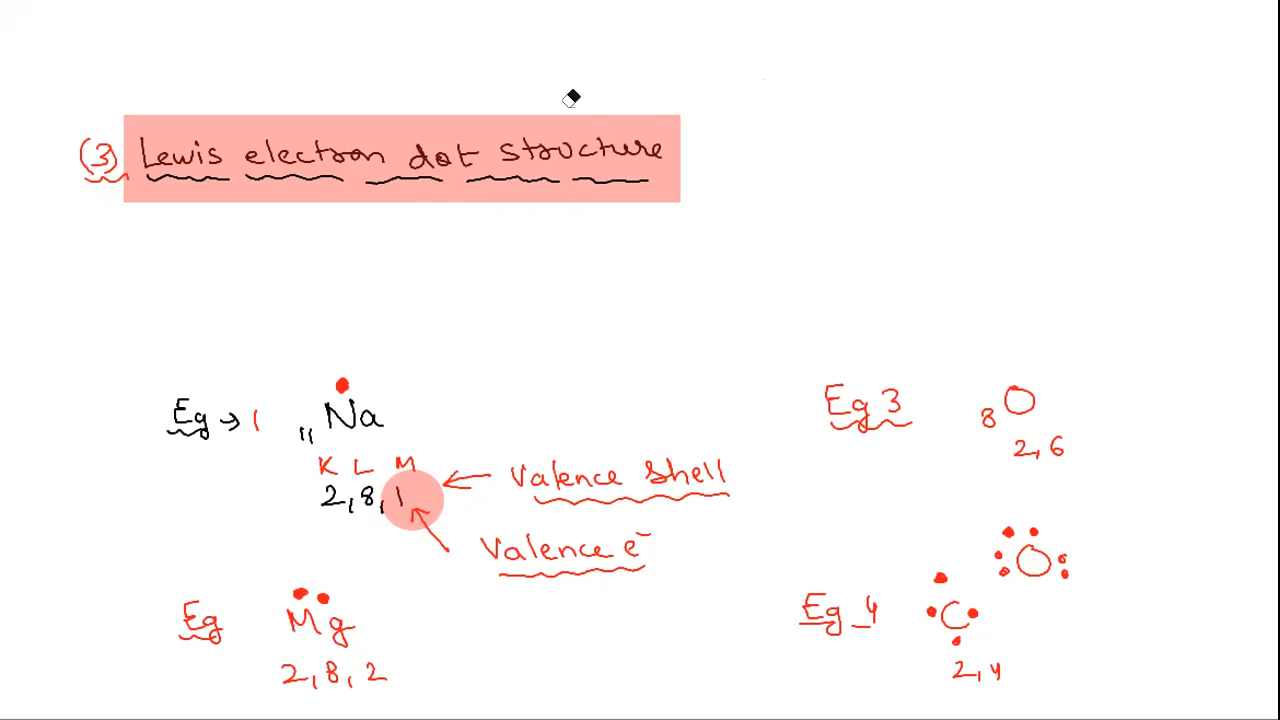 (3) Lewis electron dot structure
Eg → 1 11Na
K L M
2, 8, 1
Valence shell
Valence e⁻
Eg Mg
2, 8, 2
Eg 3 8O
2, 6
O
Eg 4 C
2, 4